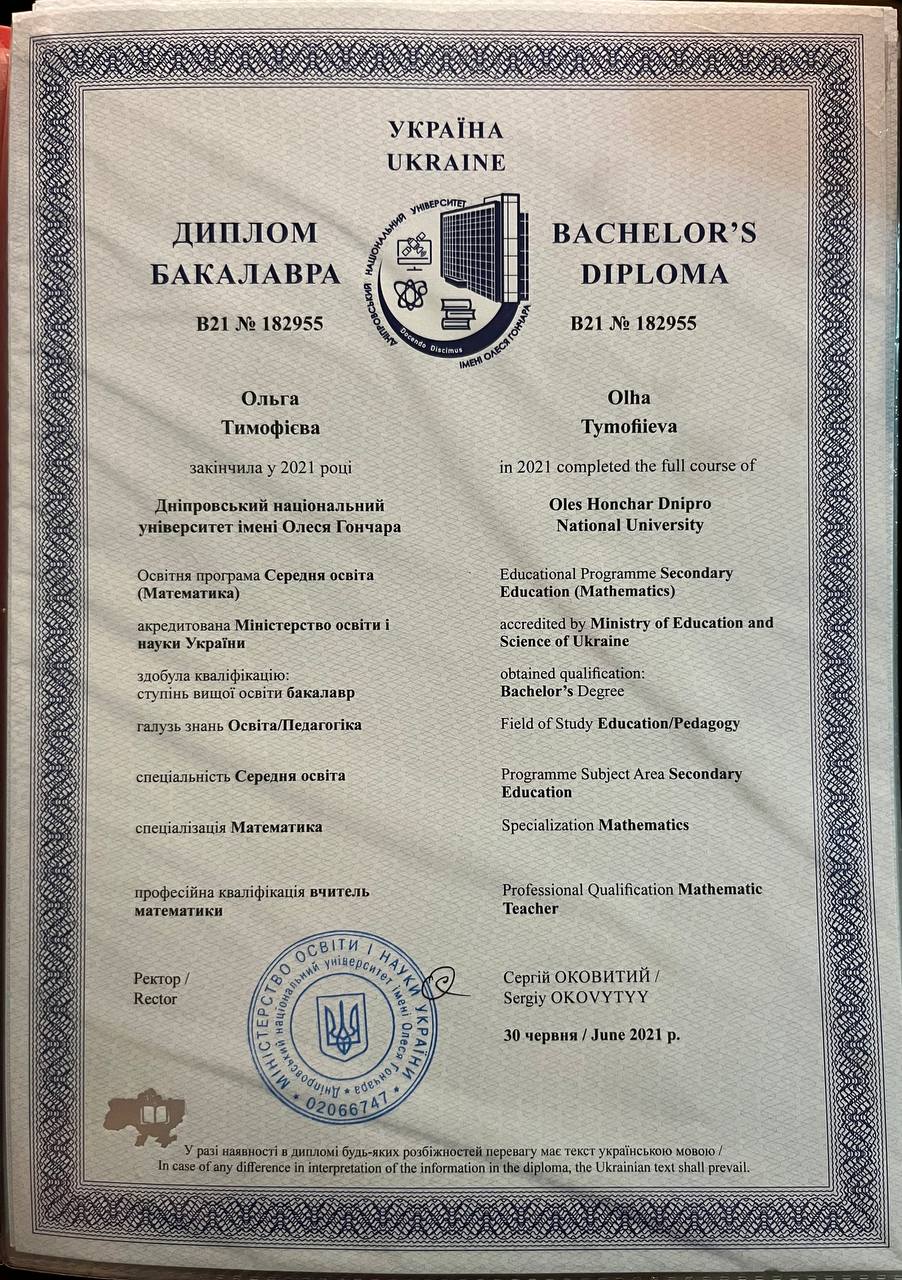 УКРАЇНА
UKRAINE
ДИПЛОМ
БАКАЛАВРА
B21 № 182955
ДНІПРОВСЬКИЙ НАЦІОНАЛЬНИЙ УНІВЕРСИТЕТ
ІМЕНІ ОЛЕСЯ ГОНЧАРА
Docendo Discimus
BACHELOR’S
DIPLOMA
B21 № 182955
Ольга
Тимофієва
закінчила у 2021 році
Дніпровський національний
університет імені Олеся Гончара
Освітня програма Середня освіта
(Математика)
акредитована Міністерство освіти і
науки України
здобула кваліфікацію:
ступінь вищої освіти бакалавр
галузь знань Освіта/Педагогіка
спеціальність Середня освіта
спеціалізація Математика
професійна кваліфікація вчитель
математики
Olha
Tymofiieva
in 2021 completed the full course of
Oles Honchar Dnipro
National University
Educational Programme Secondary
Education (Mathematics)
accredited by Ministry of Education and
Science of Ukraine
obtained qualification:
Bachelor’s Degree
Field of Study Education/Pedagogy
Programme Subject Area Secondary
Education
Specialization Mathematics
Professional Qualification Mathematic
Teacher
Ректор /
Rector
МІНІСТЕРСТВО ОСВІТИ І НАУКИ УКРАЇНИ
* 02066747 *
Дніпровський національний університет імені Олеся Гончара *
Сергій ОКОВИТИЙ /
Sergiy OKOVYTYY
30 червня / June 2021 р.
У разі наявності в дипломі будь-яких розбіжностей перевагу має текст українською мовою /
In case of any difference in interpretation of the information in the diploma, the Ukrainian text shall prevail.